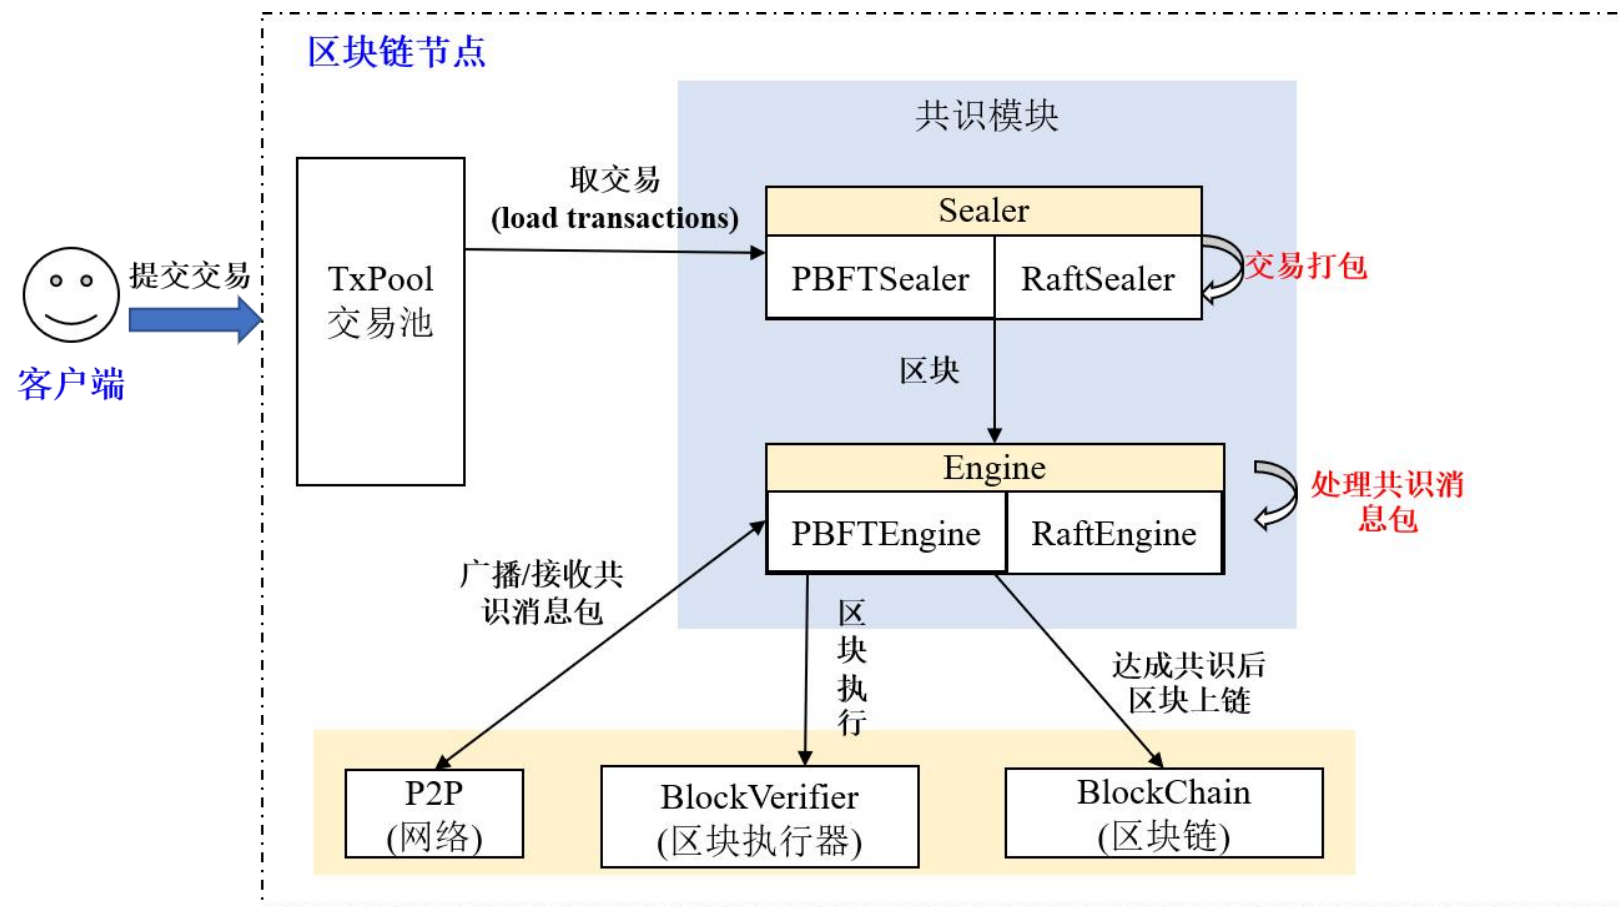 区块链节点
共识模块
取交易
(load transactions)
Sealer
PBFTSealer
RaftSealer
交易打包
提交交易
TxPool
交易池
客户端
区块
Engine
PBFTEngine
RaftEngine
处理共识消
息包
广播/接收共
识消息包
区
块
执
行
达成共识后
区块上链
P2P
(网络)
BlockVerifier
(区块执行器)
BlockChain
(区块链)